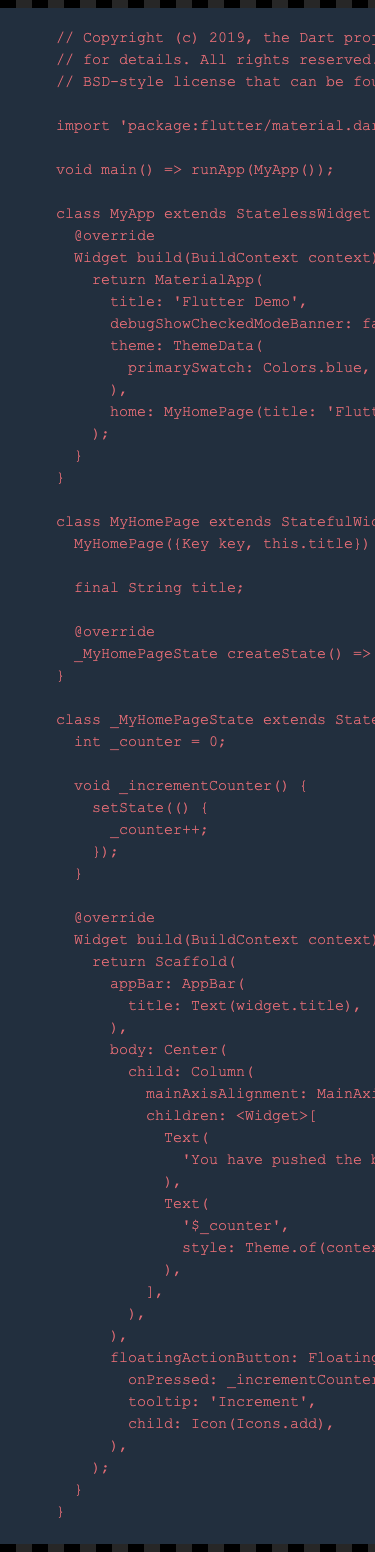 // Copyright (c) 2019, the Dart proj
// for details. All rights reserved.
// BSD-style license that can be fou

import 'package:flutter/material.dar

void main() => runApp(MyApp());

class MyApp extends StatelessWidget
  @override
  Widget build(BuildContext context)
    return MaterialApp(
      title: 'Flutter Demo',
      debugShowCheckedModeBanner: fa
      theme: ThemeData(
        primarySwatch: Colors.blue,
      ),
      home: MyHomePage(title: 'Flutt
    );
  }
}

class MyHomePage extends StatefulWid
  MyHomePage({Key key, this.title})

  final String title;

  @override
  _MyHomePageState createState() =>
}

class _MyHomePageState extends State
  int _counter = 0;

  void _incrementCounter() {
    setState(() {
      _counter++;
    });
  }

  @override
  Widget build(BuildContext context)
    return Scaffold(
      appBar: AppBar(
        title: Text(widget.title),
      ),
      body: Center(
        child: Column(
          mainAxisAlignment: MainAxi
          children: <Widget>[
            Text(
              'You have pushed the b
            ),
            Text(
              '$_counter',
              style: Theme.of(contex
            ),
          ],
        ),
      ),
      floatingActionButton: Floating
        onPressed: _incrementCounter
        tooltip: 'Increment',
        child: Icon(Icons.add),
      ),
    );
  }
}